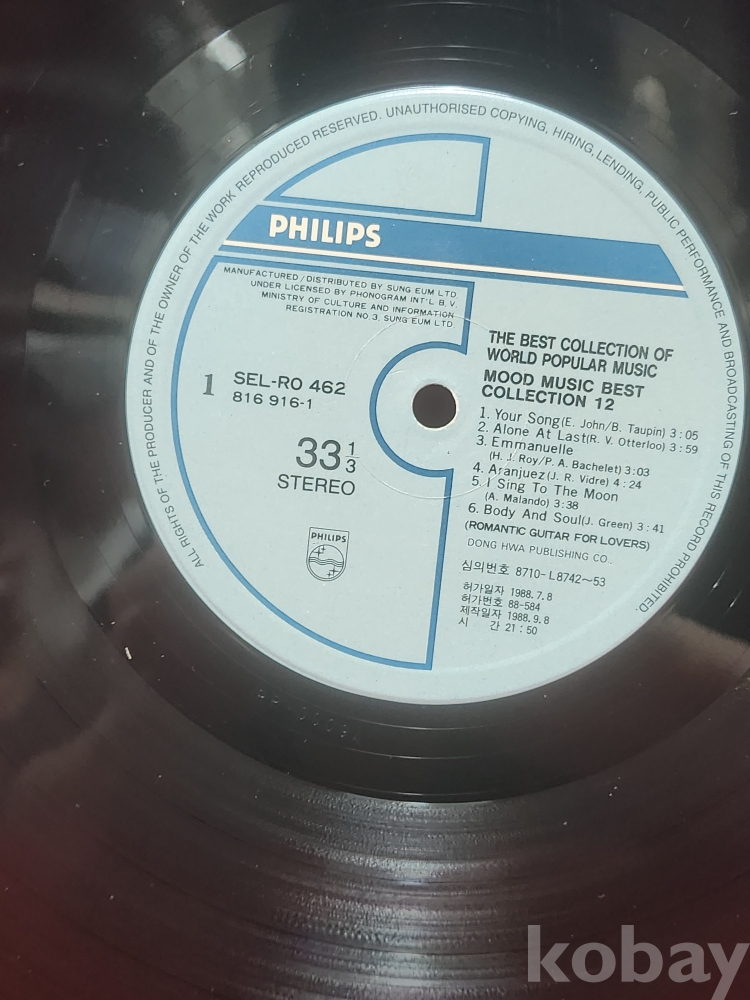 ALL RIGHTS OF THE PRODUCER AND OF THE OWNER OF THE WORK REPRODUCED RESERVED. UNAUTHORISED COPYING, HIRING, LENDING, PUBLIC PERFORMANCE AND BROADCASTING OF THIS RECORD PROHIBITED.
PHILIPS
MANUFACTURED/DISTRIBUTED BY SUNG EUM LTD
UNDER LICENSED BY PHONOGRAM INT'L B.V.
MINISTRY OF CULTURE AND INFORMATION
REGISTRATION NO 3. SUNG EUM LTD
1
SEL-RO 462
816 916-1
33 1/3
STEREO
PHILIPS
THE BEST COLLECTION OF
WORLD POPULAR MUSIC
MOOD MUSIC BEST
COLLECTION 12
1. Your Song(E. John/B. Taupin) 3:05
2. Alone At Last(R. V. Otterloo) 3:59
3. Emmanuelle
(H. J. Roy/P. A. Bachelet) 3:03
4. Aranjuez(J. R. Vidre) 4:24
5. I Sing To The Moon
(A. Malando) 3:38
6. Body And Soul(J. Green) 3:41
(ROMANTIC GUITAR FOR LOVERS)
DONG HWA PUBLISHING CO.,
심의번호 8710-L8742~53
허가일자 1988.7.8
허가번호 88-584
제작일자 1988.9.8
시 간 21:50
kobay